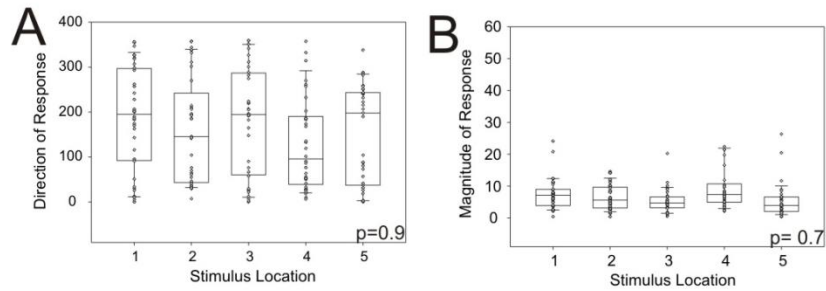 A
Direction of Response
400
300
200
100
0
p=0.9
1 2 3 4 5
Stimulus Location
B
Magnitude of Response
60
50
40
30
20
10
0
p= 0.7
1 2 3 4 5
Stimulus Location